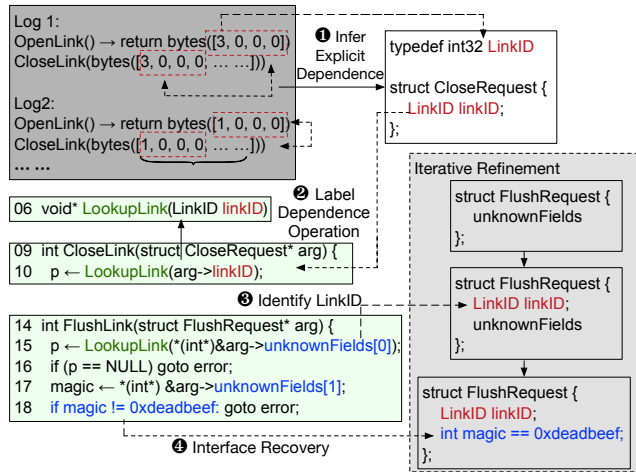 Log 1:
OpenLink() → return bytes([3, 0, 0, 0])
CloseLink(bytes([3, 0, 0, 0, ... ...]))
Log2:
OpenLink() → return bytes([1, 0, 0, 0])
CloseLink(bytes([1, 0, 0, 0, ... ...]))
... ...
❶ Infer
Explicit
Dependence
typedef int32 LinkID
struct CloseRequest {
LinkID linkID;
};
❷ Label
Dependence
Operation
06 void* LookupLink(LinkID linkID)
09 int CloseLink(struct CloseRequest* arg) {
10 p ← LookupLink(arg->linkID);
❸ Identify LinkID
14 int FlushLink(struct FlushRequest* arg) {
15 p ← LookupLink(*(int*)&arg->unknownFields[0]);
16 if (p == NULL) goto error;
17 magic ← *(int*) &arg->unknownFields[1];
18 if magic != 0xdeadbeef: goto error;
❹ Interface Recovery
Iterative Refinement
struct FlushRequest {
unknownFields
};
struct FlushRequest {
LinkID linkID;
unknownFields
};
struct FlushRequest {
LinkID linkID;
int magic == 0xdeadbeef;
};